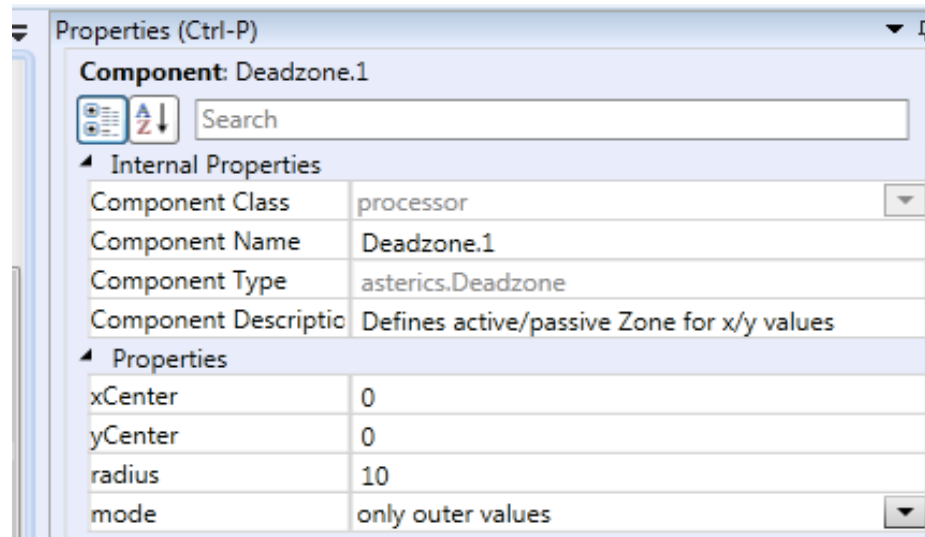 Properties (Ctrl-P)
Component: Deadzone.1
A Z Search
Internal Properties
Component Class processor
Component Name Deadzone.1
Component Type asterics.Deadzone
Component Descriptio Defines active/passive Zone for x/y values
Properties
xCenter 0
yCenter 0
radius 10
mode only outer values